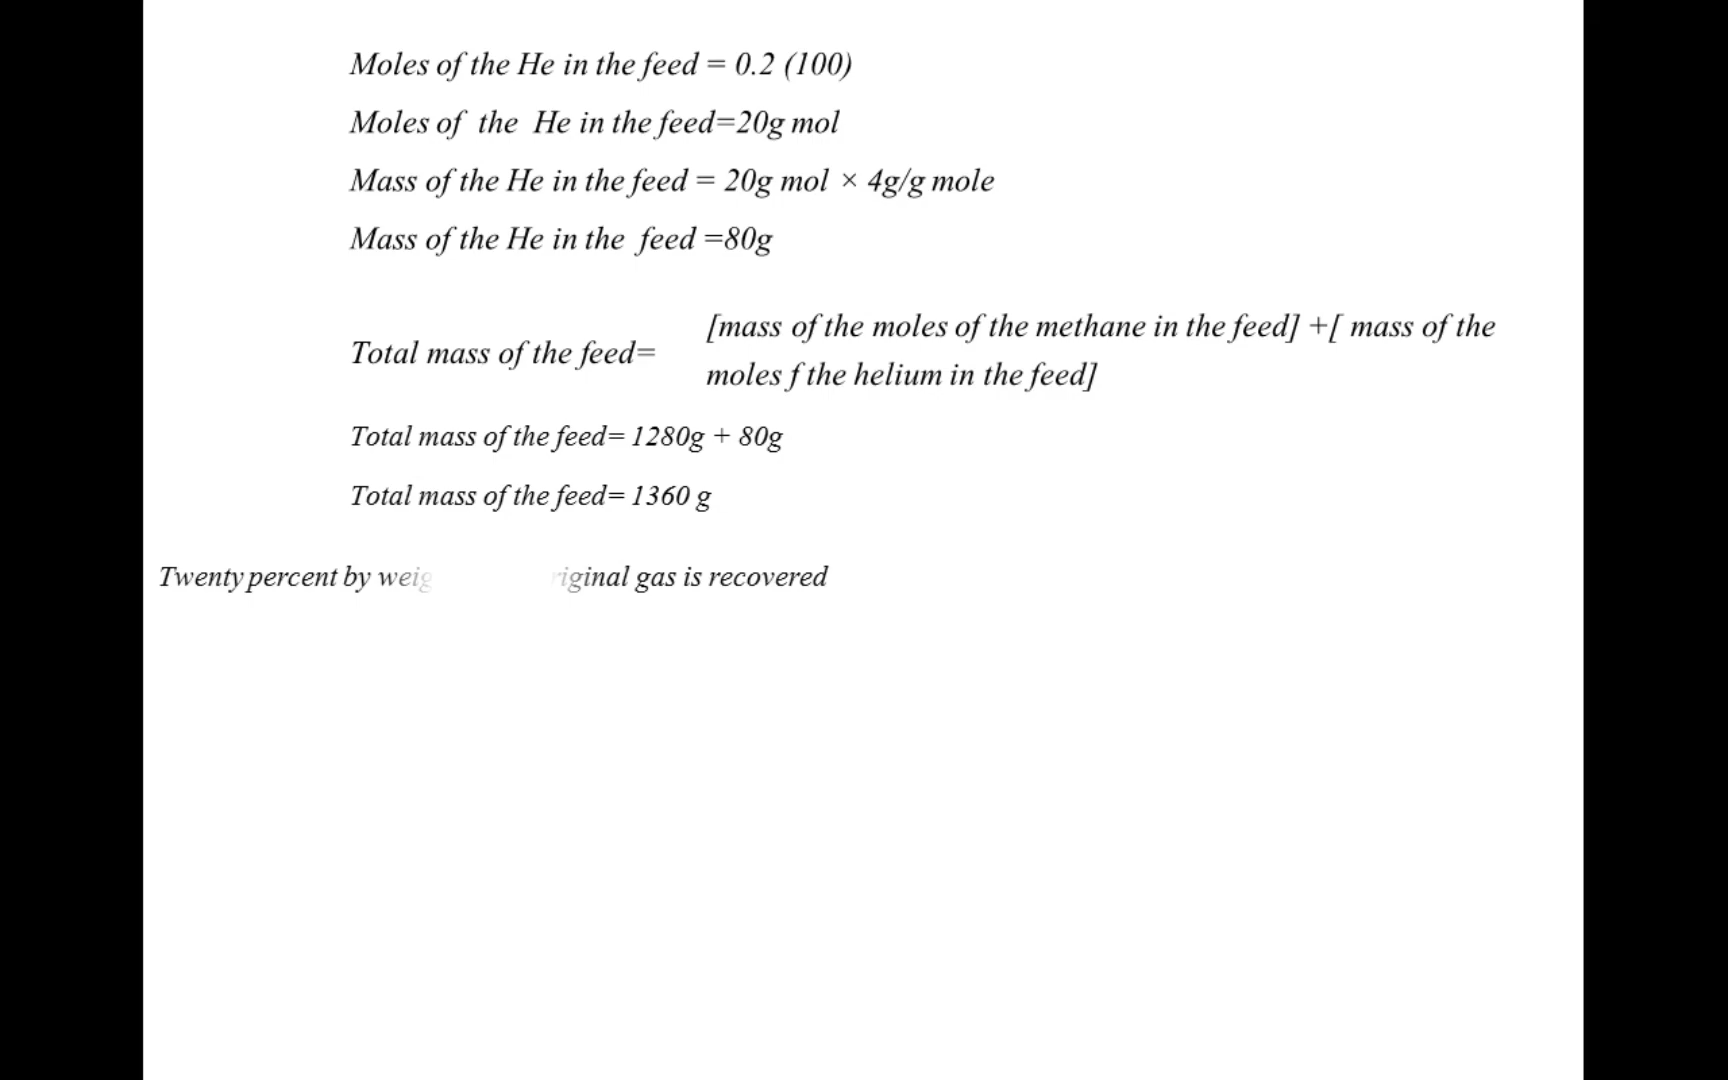 Moles of the He in the feed = 0.2 (100)
Moles of the He in the feed=20g mol
Mass of the He in the feed = 20g mol × 4g/g mole
Mass of the He in the feed =80g
Total mass of the feed=
[mass of the moles of the methane in the feed] +[ mass of the
moles f the helium in the feed]
Total mass of the feed= 1280g + 80g
Total mass of the feed= 1360 g
Twenty percent by weig riginal gas is recovered